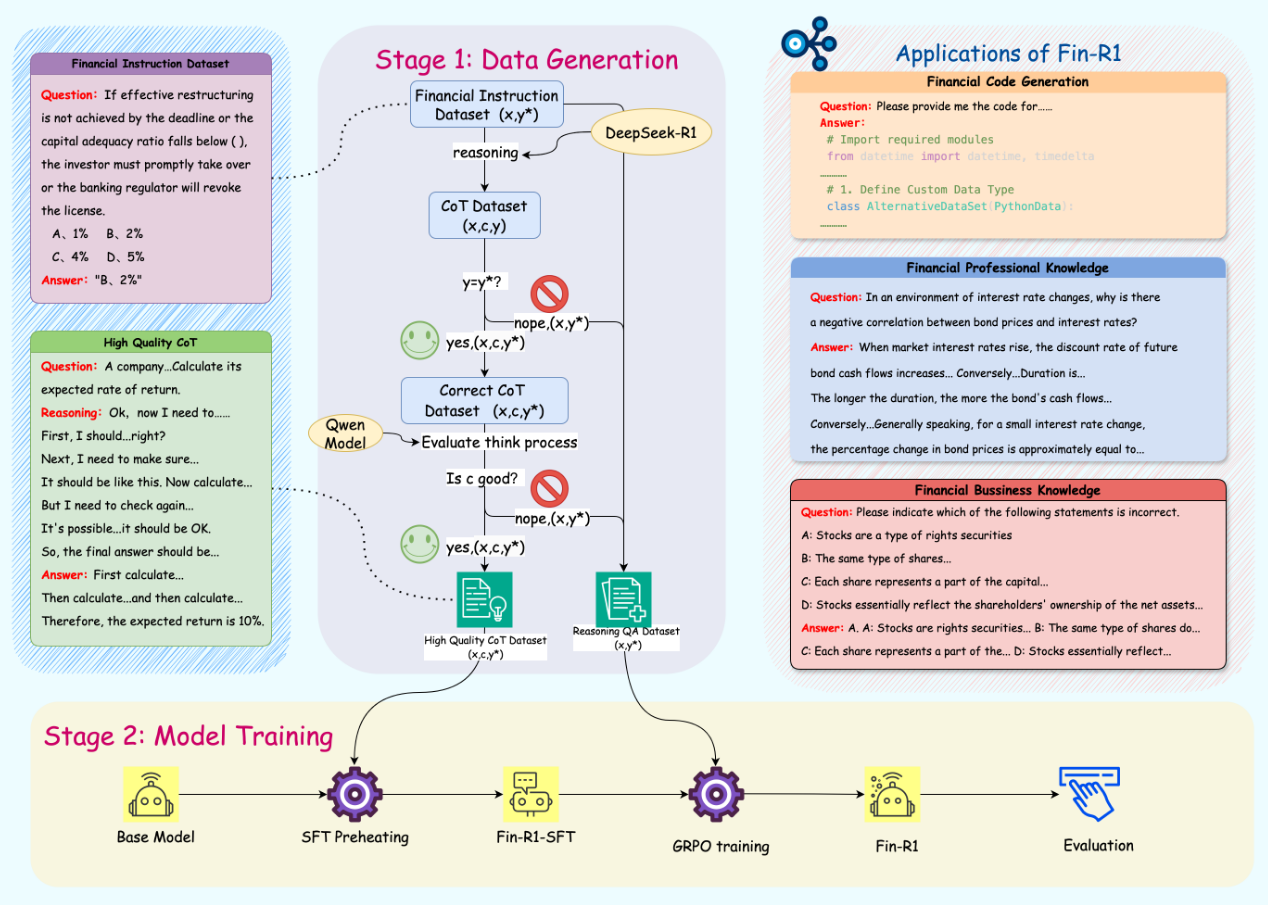 Financial Instruction Dataset
Question: If effective restructuring
is not achieved by the deadline or the
capital adequacy ratio falls below ( ),
the investor must promptly take over
or the banking regulator will revoke
the license.
A、1% B、2%
C、4% D、5%
Answer: "B、2%"
High Quality CoT
Question: A company...Calculate its
expected rate of return.
Reasoning: Ok, now I need to......
First, I should...right?
Next, I need to make sure...
It should be like this. Now calculate...
But I need to check again...
It's possible...it should be OK.
So, the final answer should be...
Answer: First calculate...
Then calculate...and then calculate...
Therefore, the expected return is 10%.
Stage 1: Data Generation
Financial Instruction
Dataset (x,y*)
DeepSeek-R1
reasoning
CoT Dataset
(x,c,y)
y=y*?
nope,(x,y*)
yes,(x,c,y*)
Correct CoT
Dataset (x,c,y*)
Qwen
Model
Evaluate think process
Is c good?
nope,(x,y*)
yes,(x,c,y*)
High Quality CoT Dataset
(x,c,y*)
Reasoning QA Dataset
(x,y*)
Applications of Fin-R1
Financial Code Generation
Question: Please provide me the code for......
Answer:
# Import required modules
from datetime import datetime, timedelta
............
# 1. Define Custom Data Type
class AlternativeDataSet(PythonData):
............
Financial Professional Knowledge
Question: In an environment of interest rate changes, why is there
a negative correlation between bond prices and interest rates?
Answer: When market interest rates rise, the discount rate of future
bond cash flows increases... Conversely...Duration is...
The longer the duration, the more the bond's cash flows...
Conversely...Generally speaking, for a small interest rate change,
the percentage change in bond prices is approximately equal to...
Financial Bussiness Knowledge
Question: Please indicate which of the following statements is incorrect.
A: Stocks are a type of rights securities
B: The same type of shares...
C: Each share represents a part of the capital...
D: Stocks essentially reflect the shareholders' ownership of the net assets...
Answer: A. A: Stocks are rights securities... B: The same type of shares do...
C: Each share represents a part of the... D: Stocks essentially reflect...
Stage 2: Model Training
Base Model
SFT Preheating
Fin-R1-SFT
GRPO training
Fin-R1
Evaluation